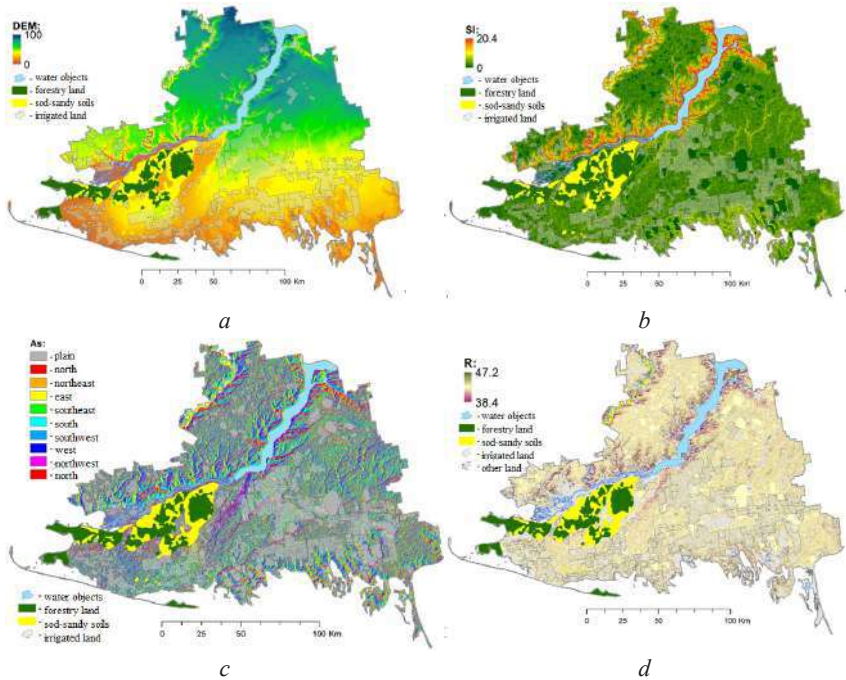 DEM:
100
0
- water objects
- forestry land
- sod-sandy soils
- irrigated land
0 25 50 100 Km
a
Sl:
20.4
0
- water objects
- forestry land
- sod-sandy soils
- irrigated land
0 25 50 100 Km
b
As:
- plain
- north
- northeast
- east
- southeast
- south
- southwest
- west
- northwest
- north
- water objects
- forestry land
- sod-sandy soils
- irrigated land
0 25 50 100 Km
c
R:
47.2
38.4
- water objects
- forestry land
- sod-sandy soils
- irrigated land
- other land
0 25 50 100 Km
d